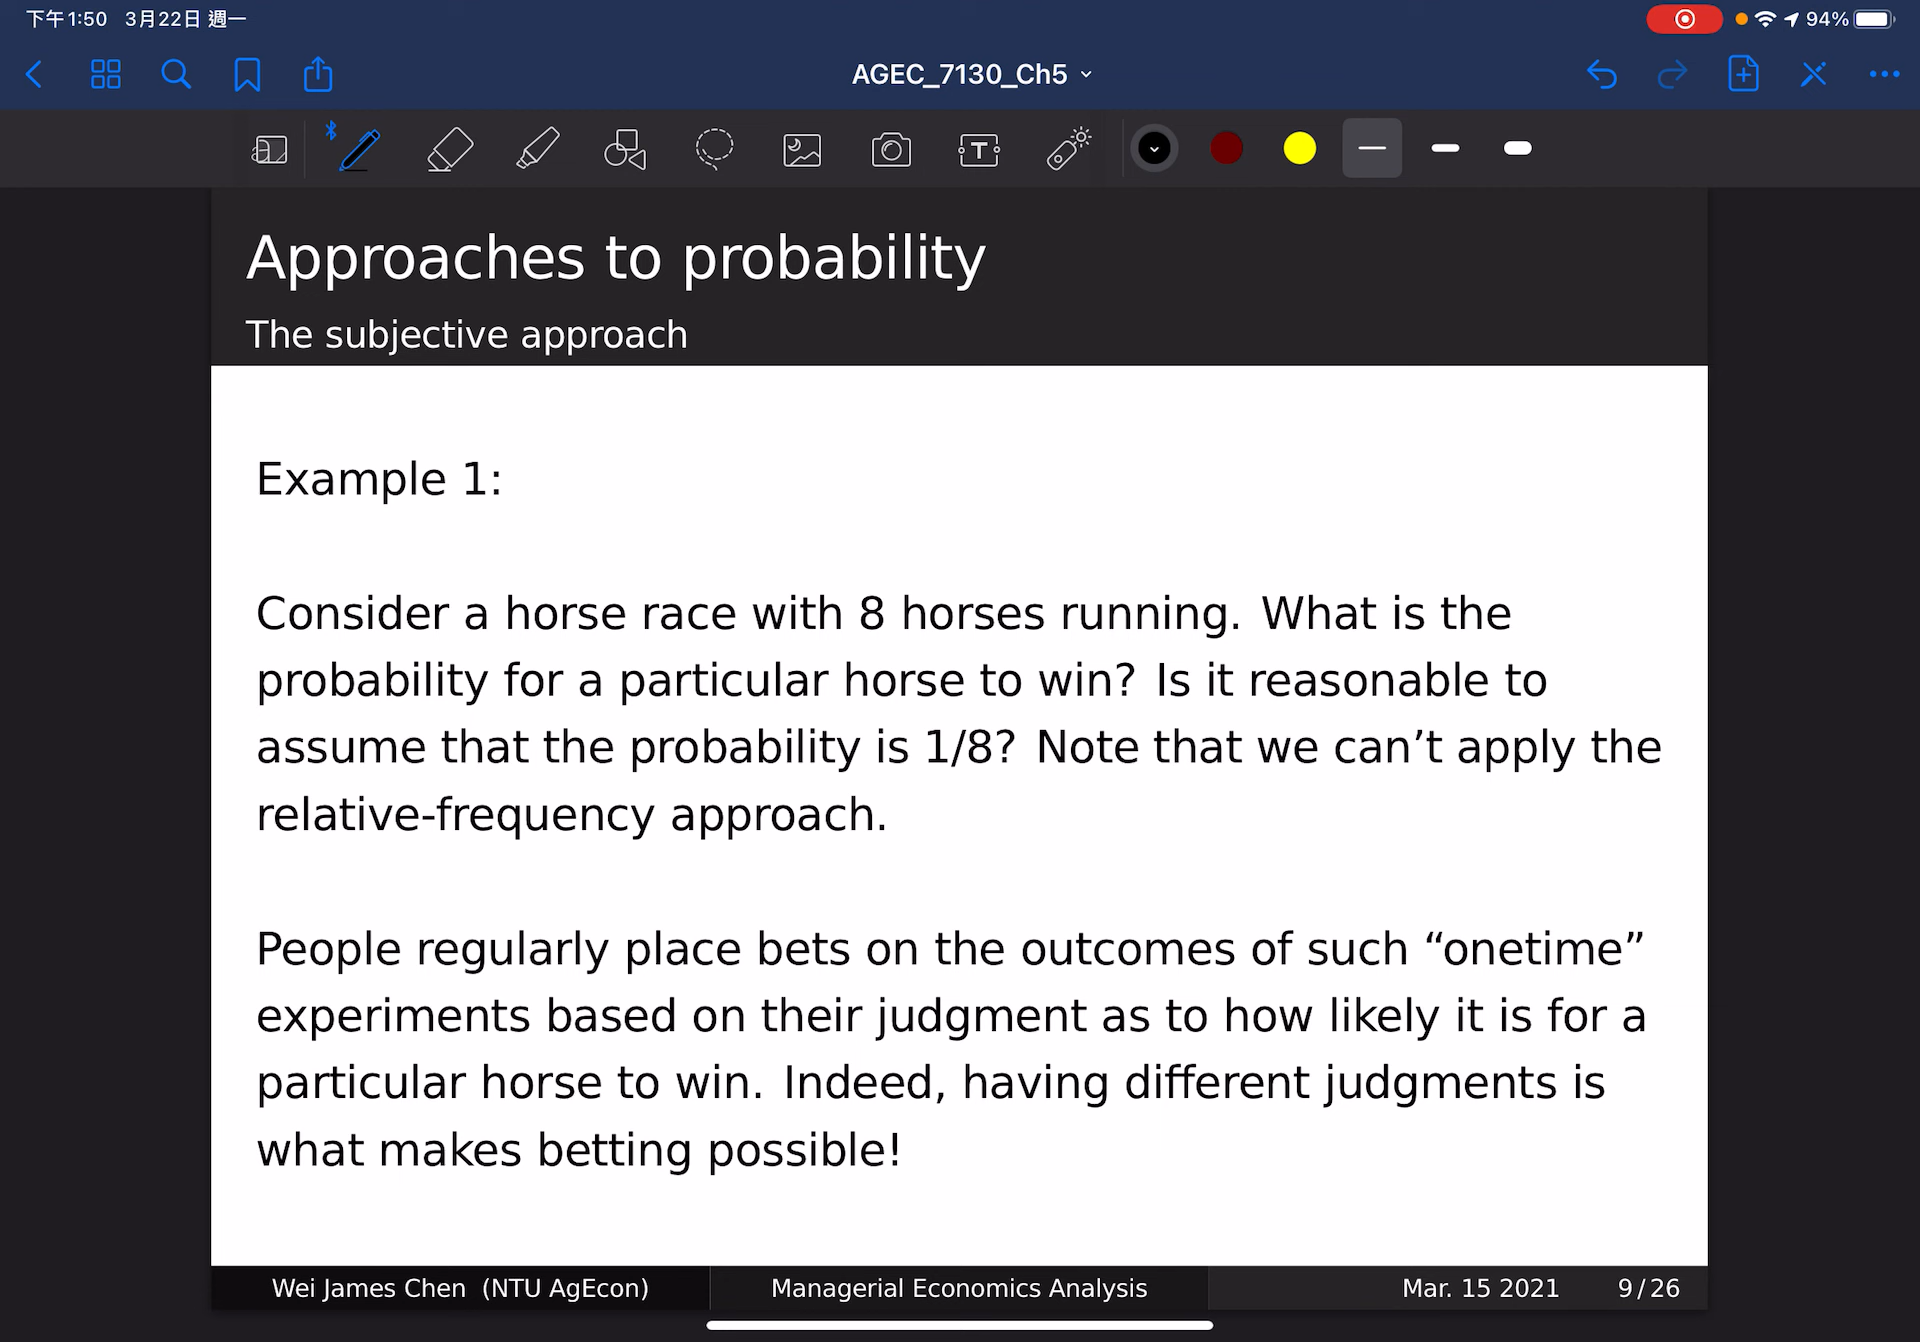 下午1:50 3月22日 週一
94%
AGEC_7130_Ch5
T
Approaches to probability
The subjective approach
Example 1:
Consider a horse race with 8 horses running. What is the
probability for a particular horse to win? Is it reasonable to
assume that the probability is 1/8? Note that we can’t apply the
relative-frequency approach.
People regularly place bets on the outcomes of such “onetime”
experiments based on their judgment as to how likely it is for a
particular horse to win. Indeed, having different judgments is
what makes betting possible!
Wei James Chen (NTU AgEcon) Managerial Economics Analysis Mar. 15 2021 9/26